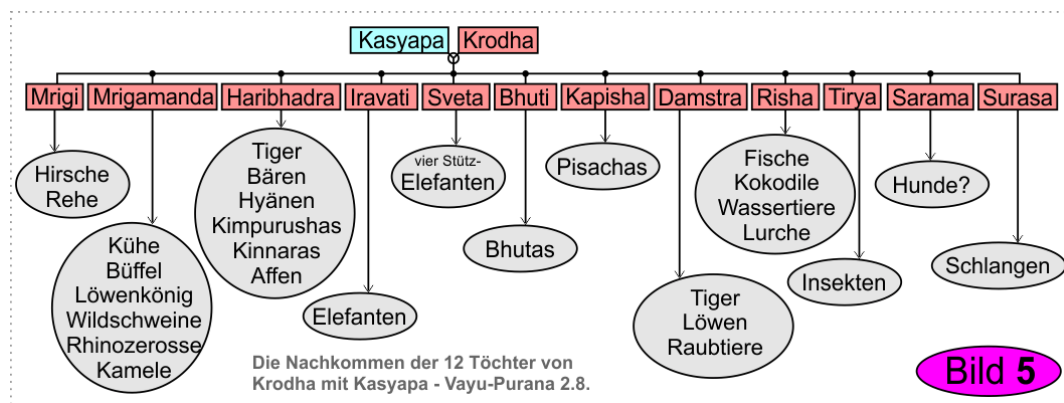 Kasyapa Krodha
Mrigi Mrigamanda Haribhadra Iravati Sveta Bhuti Kapisha Damstra Risha Tirya Sarama Surasa
Hirsche
Rehe
Kühe
Büffel
Löwenkönig
Wildschweine
Rhinozerosse
Kamele
Tiger
Bären
Hyänen
Kimpurushas
Kinnaras
Affen
Elefanten
vier Stütz-
Elefanten
Bhutas
Pisachas
Tiger
Löwen
Raubtiere
Fische
Kokodile
Wassertiere
Lurche
Insekten
Hunde?
Schlangen
Die Nachkommen der 12 Töchter von
Krodha mit Kasyapa - Vayu-Purana 2.8.
Bild 5